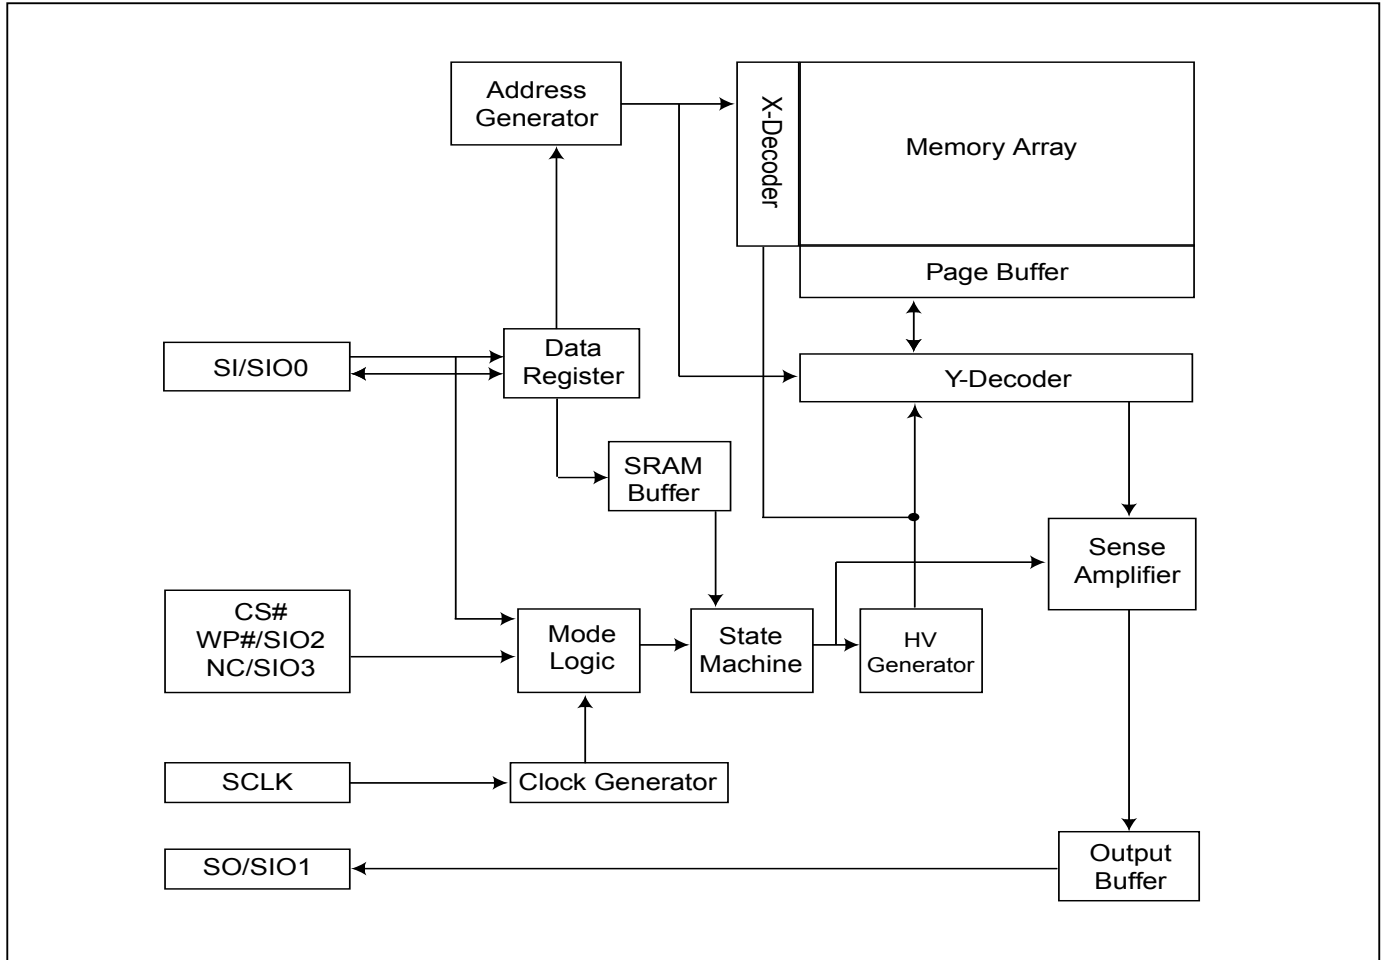 Address
Generator
X-Decoder
Memory Array
Page Buffer
SI/SIO0
Data
Register
Y-Decoder
SRAM
Buffer
Sense
Amplifier
CS#
WP#/SIO2
NC/SIO3
Mode
Logic
State
Machine
HV
Generator
SCLK
Clock Generator
SO/SIO1
Output
Buffer